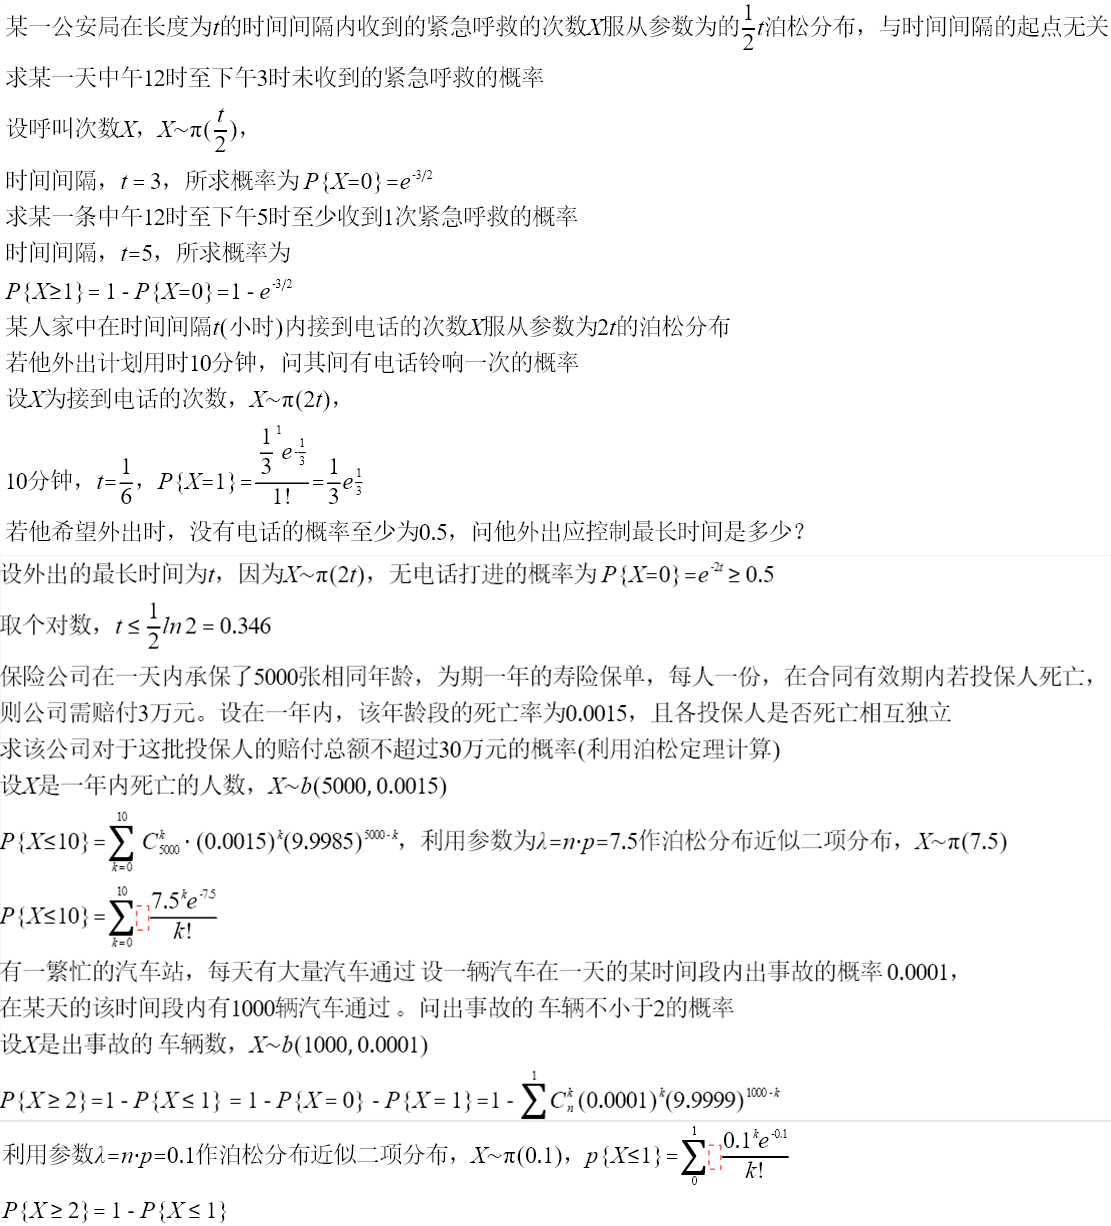 某一公安局在长度为t的时间间隔内收到的紧急呼救的次数X服从参数为的\frac{1}{2}t泊松分布，与时间间隔的起点无关
求某一天中午12时至下午3时未收到的紧急呼救的概率
设呼叫次数X，X~π(\frac{t}{2})，
时间间隔，t = 3，所求概率为 P{X=0} = e^{-3/2}
求某一条中午12时至下午5时至少收到1次紧急呼救的概率
时间间隔，t=5，所求概率为
P{X≥1} = 1 - P{X=0} =1 - e^{-3/2}
某人家中在时间间隔t(小时)内接到电话的次数X服从参数为2t的泊松分布
若他外出计划用时10分钟，问其间有电话铃响一次的概率
设X为接到电话的次数，X~π(2t)，
10分钟，t=\frac{1}{6}，P{X=1} = \frac{\frac{1}{3}^{1} e^{-\frac{1}{3}}}{1!} = \frac{1}{3}e^{\frac{1}{3}}
若他希望外出时，没有电话的概率至少为0.5，问他外出应控制最长时间是多少？
设外出的最长时间为t，因为X~π(2t)，无电话打进的概率为 P{X=0} = e^{-2t} ≥ 0.5
取个对数，t ≤ \frac{1}{2}ln 2 = 0.346
保险公司在一天内承保了5000张相同年龄，为期一年的寿险保单，每人一份，在合同有效期内若投保人死亡，
则公司需赔付3万元。设在一年内，该年龄段的死亡率为0.0015，且各投保人是否死亡相互独立
求该公司对于这批投保人的赔付总额不超过30万元的概率(利用泊松定理计算)
设X是一年内死亡的人数，X~b(5000, 0.0015)
P{X≤10} = \sum_{k=0}^{10} C_{5000}^{k} · (0.0015)^{k}(9.9985)^{5000-k}，利用参数为λ=n·p=7.5作泊松分布近似二项分布，X~π(7.5)
P{X≤10} = \sum_{k=0}^{10} \frac{7.5^{k}e^{-7.5}}{k!}
有一繁忙的汽车站，每天有大量汽车通过 设一辆汽车在一天的某时间段内出事故的概率 0.0001，
在某天的该时间段内有1000辆汽车通过 。问出事故的 车辆不小于2的概率
设X是出事故的 车辆数，X~b(1000, 0.0001)
P{X ≥ 2} =1 - P{X ≤ 1} = 1 - P{X = 0} - P{X = 1} =1 - \sum^{1} C_{n}^{k} (0.0001)^{k}(9.9999)^{1000-k}
利用参数λ=n·p=0.1作泊松分布近似二项分布，X~π(0.1)，p{X≤1} = \sum_{0}^{1} \frac{0.1^{k}e^{-0.1}}{k!}
P{X ≥ 2} = 1 - P{X ≤ 1}